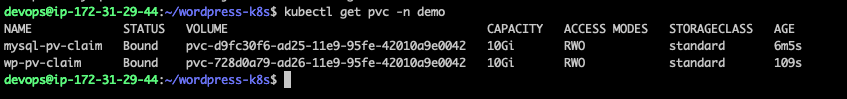 devops@ip-172-31-29-44:~/wordpress-k8s$ kubectl get pvc -n demo
NAME STATUS VOLUME CAPACITY ACCESS MODES STORAGECLASS AGE
mysql-pv-claim Bound pvc-d9fc30f6-ad25-11e9-95fe-42010a9e0042 10Gi RWO standard 6m5s
wp-pv-claim Bound pvc-728d0a79-ad26-11e9-95fe-42010a9e0042 10Gi RWO standard 109s
devops@ip-172-31-29-44:~/wordpress-k8s$